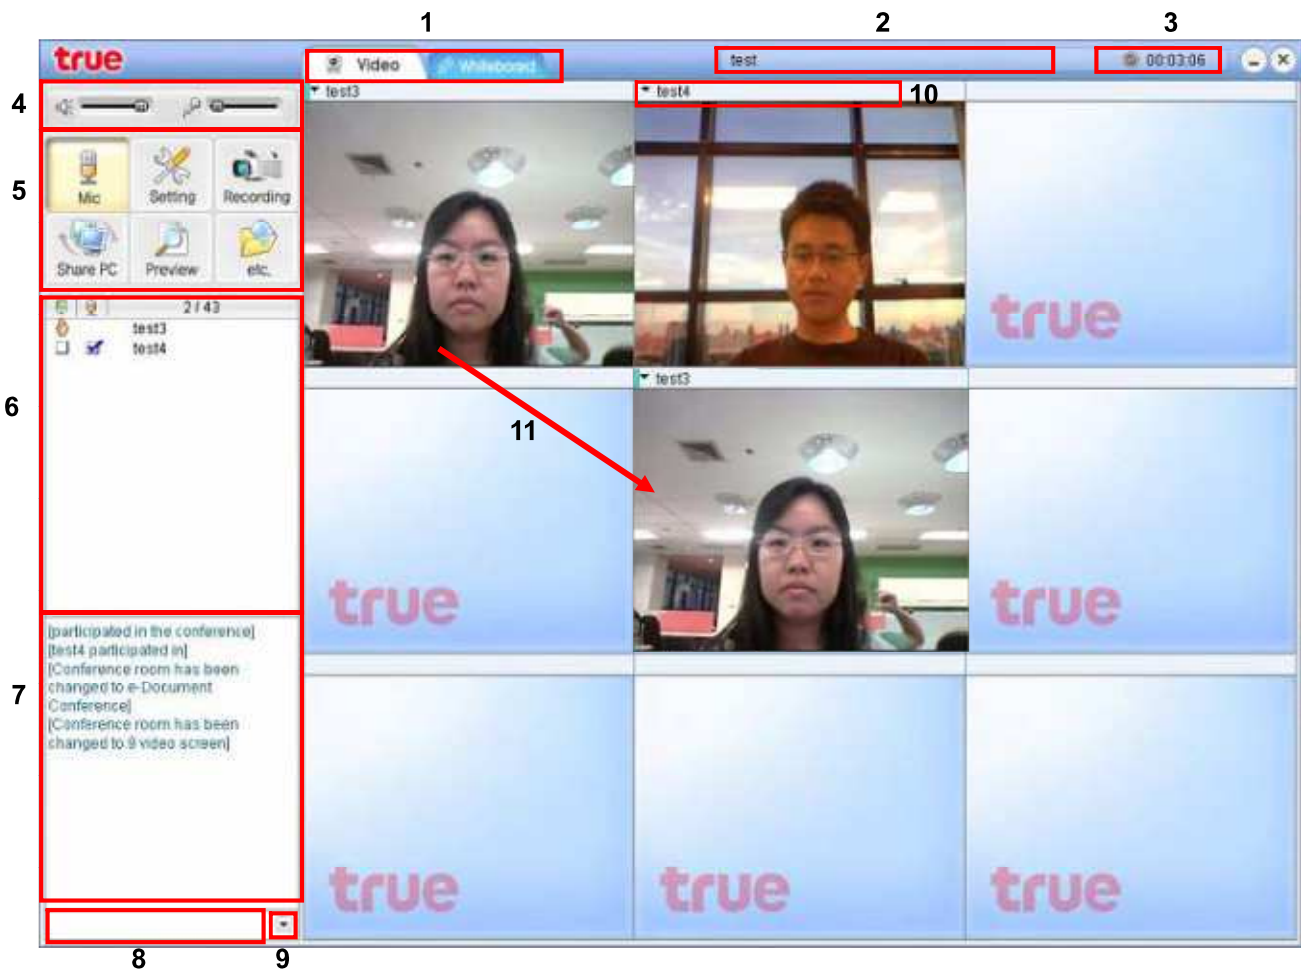 1
2
3
true
Video
Whiteboard
test
00:03:06
4
test3
test4
10
5
Mic
Setting
Recording
Share PC
Preview
etc.
true
2 / 43
test3
test4
6
test3
11
true
true
7
[participated in the conference]
[test4 participated in]
[Conference room has been
changed to e-Document
Conference]
[Conference room has been
changed to 9 video screen]
true
true
true
8
9